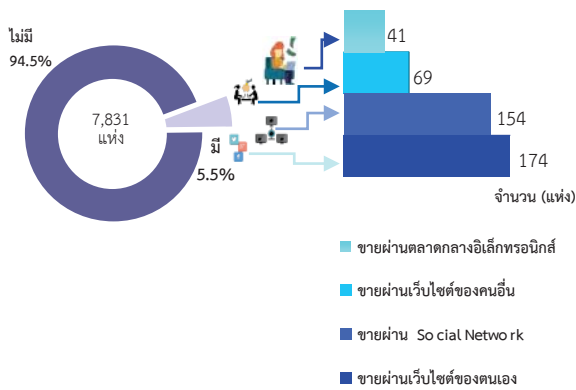 ไม่มี
94.5%
7,831
แห่ง
มี
5.5%
41
69
154
174
จำนวน (แห่ง)
ขายผ่านตลาดกลางอิเล็กทรอนิกส์
ขายผ่านเว็บไซต์ของคนอื่น
ขายผ่าน So cial Netwo rk
ขายผ่านเว็บไซต์ของตนเอง